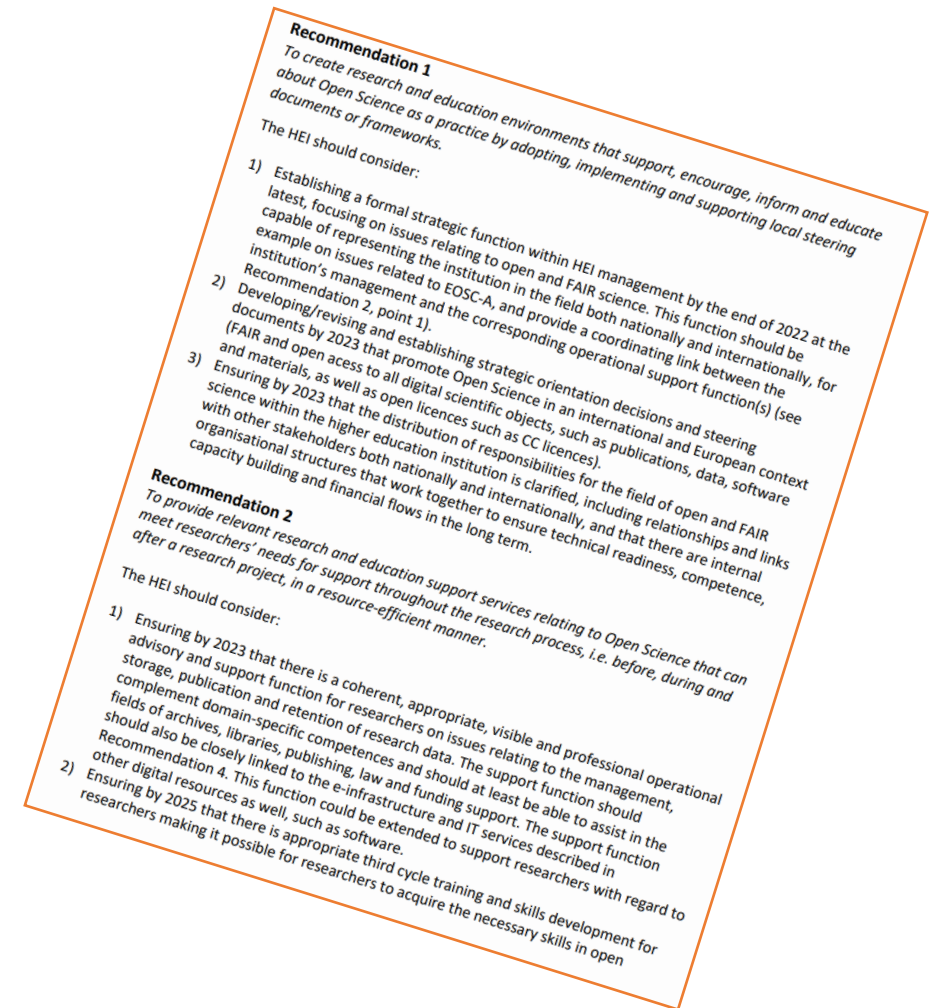 Recommendation 1
To create research and education environments that support, encourage, inform and educate
about Open Science as a practice by adopting, implementing and supporting local steering
documents or frameworks.
The HEI should consider:
1) Establishing a formal strategic function within HEI management by the end of 2022 at the
latest, focusing on issues relating to open and FAIR science. This function should be
capable of representing the institution in the field both nationally and internationally, for
example on issues related to EOSC-A, and provide a coordinating link between the
institution's management and the corresponding operational support function(s) (see
Recommendation 2, point 1).
2) Developing/revising and establishing strategic orientation decisions and steering
documents by 2023 that promote Open Science in an international and European context
(FAIR and open acess to all digital scientific objects, such as publications, data, software
and materials, as well as open licences such as CC licences).
3) Ensuring by 2023 that the distribution of responsibilities for the field of open and FAIR
science within the higher education institution is clarified, including relationships and links
with other stakeholders both nationally and internationally, and that there are internal
organisational structures that work together to ensure technical readiness, competence,
capacity building and financial flows in the long term.
Recommendation 2
To provide relevant research and education support services relating to Open Science that can
meet researchers' needs for support throughout the research process, i.e. before, during and
after a research project, in a resource-efficient manner.
The HEI should consider:
1) Ensuring by 2023 that there is a coherent, appropriate, visible and professional operational
advisory and support function for researchers on issues relating to the management,
storage, publication and retention of research data. The support function should
complement domain-specific competences and should at least be able to assist in the
fields of archives, libraries, publishing, law and funding support. The support function
should also be closely linked to the e-infrastructure and IT services described in
Recommendation 4. This function could be extended to support researchers with regard to
other digital resources as well, such as software.
2) Ensuring by 2025 that there is appropriate third cycle training and skills development for
researchers making it possible for researchers to acquire the necessary skills in open